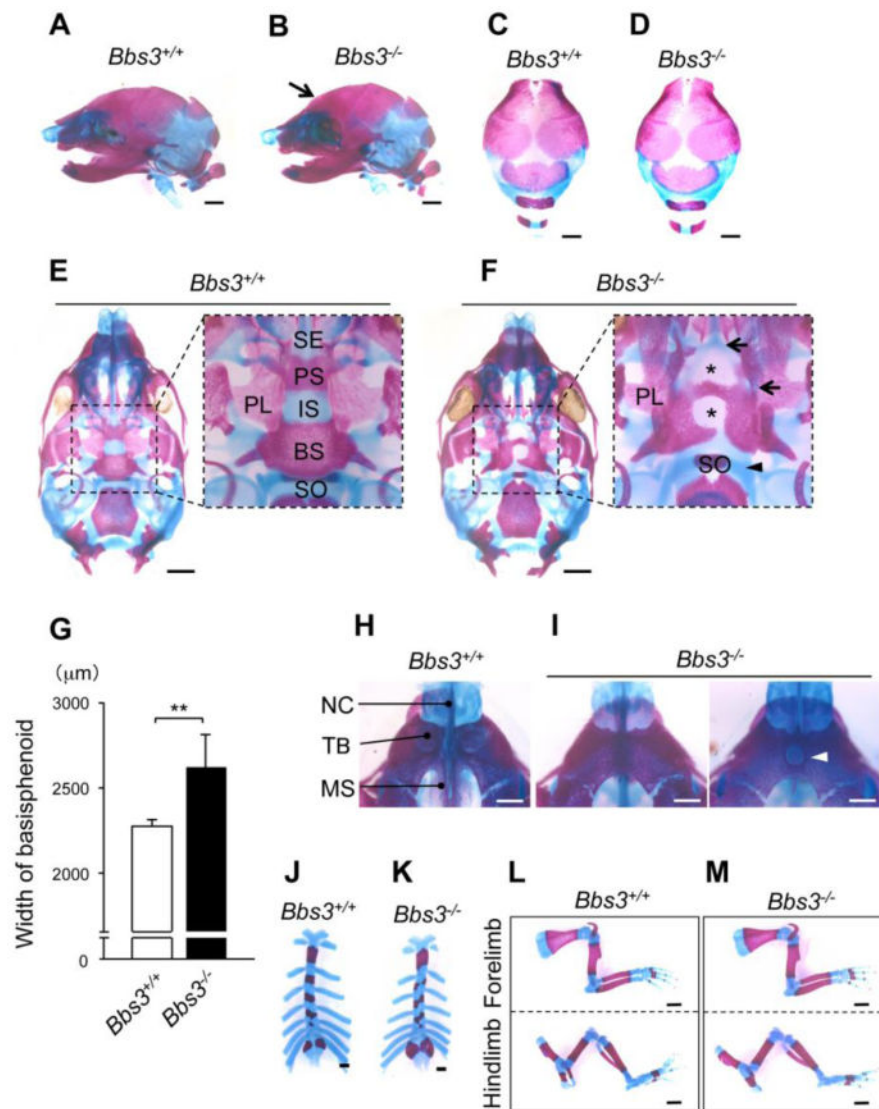 A
B
C
D
Bbs3+/+
Bbs3-/-
Bbs3+/+
Bbs3-/-
E
F
Bbs3+/+
Bbs3-/-
SE
PS
PL
IS
BS
SO
*
PL
*
SO
G
(μm)
3000
2500
2000
0
Width of basisphenoid
**
Bbs3+/+
Bbs3-/-
H
I
Bbs3+/+
Bbs3-/-
NC
TB
MS
J
K
Bbs3+/+
Bbs3-/-
L
M
Bbs3+/+
Bbs3-/-
Forelimb
Hindlimb